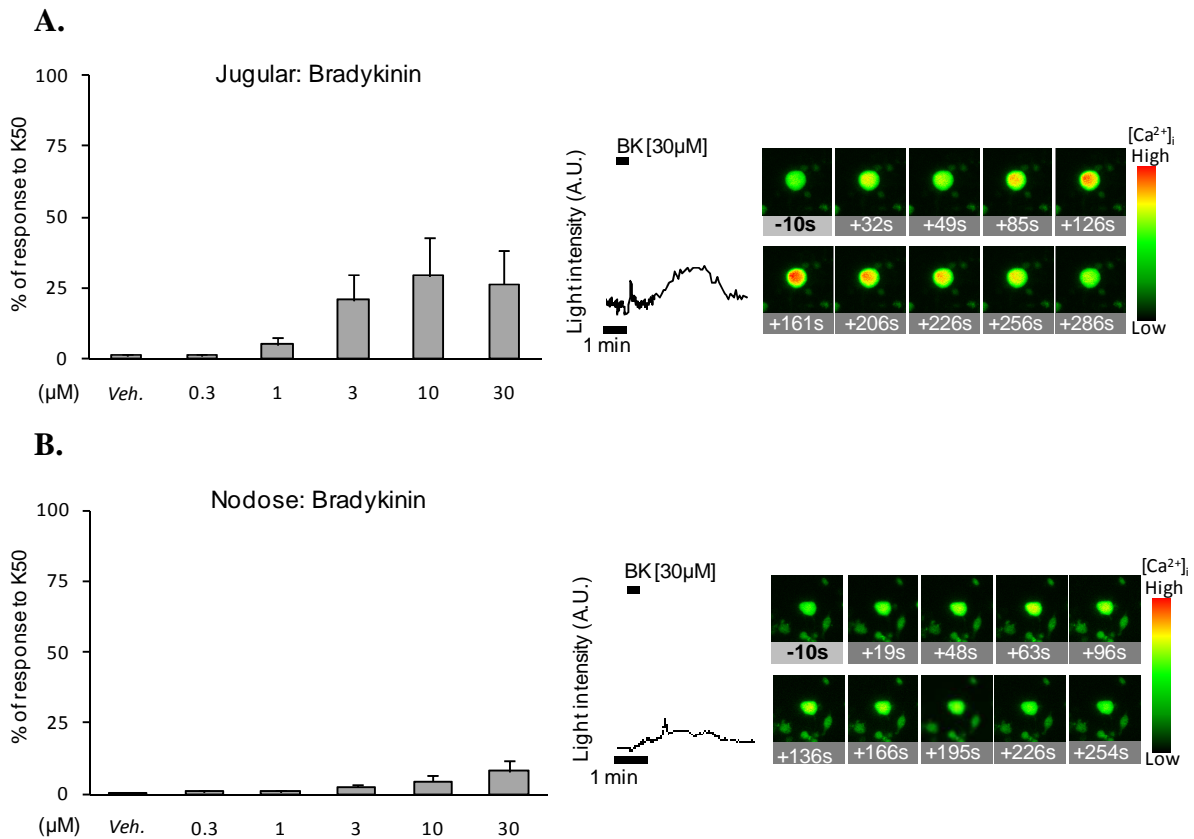 A.
Jugular: Bradykinin
% of response to K50
100
75
50
25
0
(μM) Veh. 0.3 1 3 10 30
Light intensity (A.U.)
BK [30μM]
1 min
-10s +32s +49s +85s +126s
+161s +206s +226s +256s +286s
[Ca²⁺]i
High
Low
B.
Nodose: Bradykinin
% of response to K50
100
75
50
25
0
(μM) Veh. 0.3 1 3 10 30
Light intensity (A.U.)
BK [30μM]
1 min
-10s +19s +48s +63s +96s
+136s +166s +195s +226s +254s
[Ca²⁺]i
High
Low